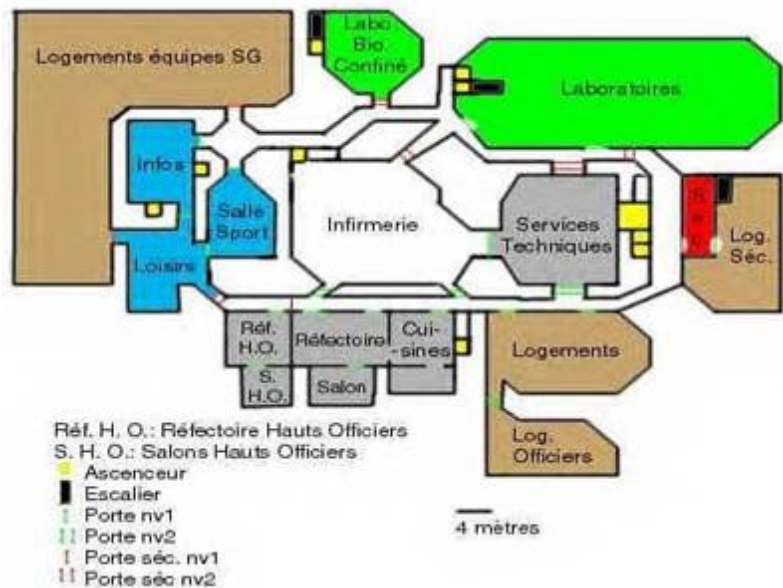 Logements équipes SG
Labo
Bio
Confiné
Laboratoires
Infos
Salle
Sport
Loisirs
Infirmerie
Services
Techniques
Sec
Log.
Séc.
Réf.
H.O.
Réfectoire
Cui-
-sines
S.
H.O.
Salon
Logements
Log.
Officiers
Réf. H. O.: Réfectoire Hauts Officiers
S. H. O.: Salons Hauts Officiers
Ascenceur
Escalier
Porte nv1
Porte nv2
Porte séc. nv1
Porte séc nv2
4 mètres